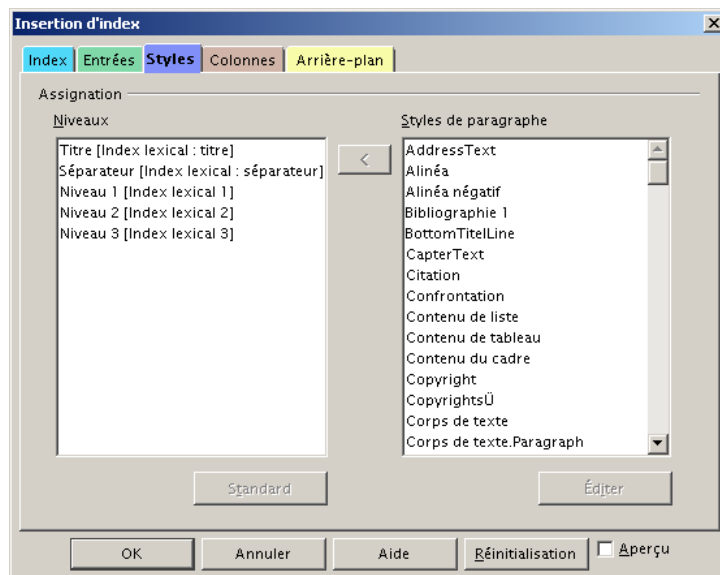 Insertion d'index
Index Entrées Styles Colonnes Arrière-plan
Assignation
Niveaux
Titre [Index lexical : titre]
Séparateur [Index lexical : séparateur]
Niveau 1 [Index lexical 1]
Niveau 2 [Index lexical 2]
Niveau 3 [Index lexical 3]
<
Styles de paragraphe
AddressText
Alinéa
Alinéa négatif
Bibliographie 1
BottomTitelLine
CapterText
Citation
Confrontation
Contenu de liste
Contenu de tableau
Contenu du cadre
Copyright
CopyrightsÜ
Corps de texte
Corps de texte.Paragraph
Standard
Éditer
OK Annuler Aide Réinitialisation Aperçu